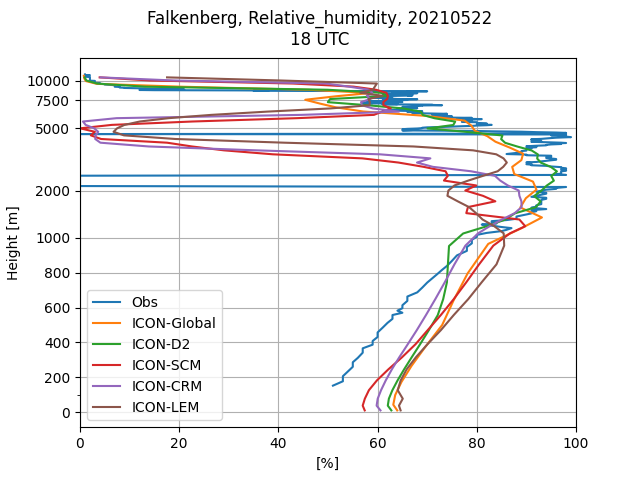 Falkenberg, Relative_humidity, 20210522
18 UTC
10000
7500
5000
2000
1000
800
600
400
200
0
Height [m]
Obs
ICON-Global
ICON-D2
ICON-SCM
ICON-CRM
ICON-LEM
0 20 40 60 80 100
[%]